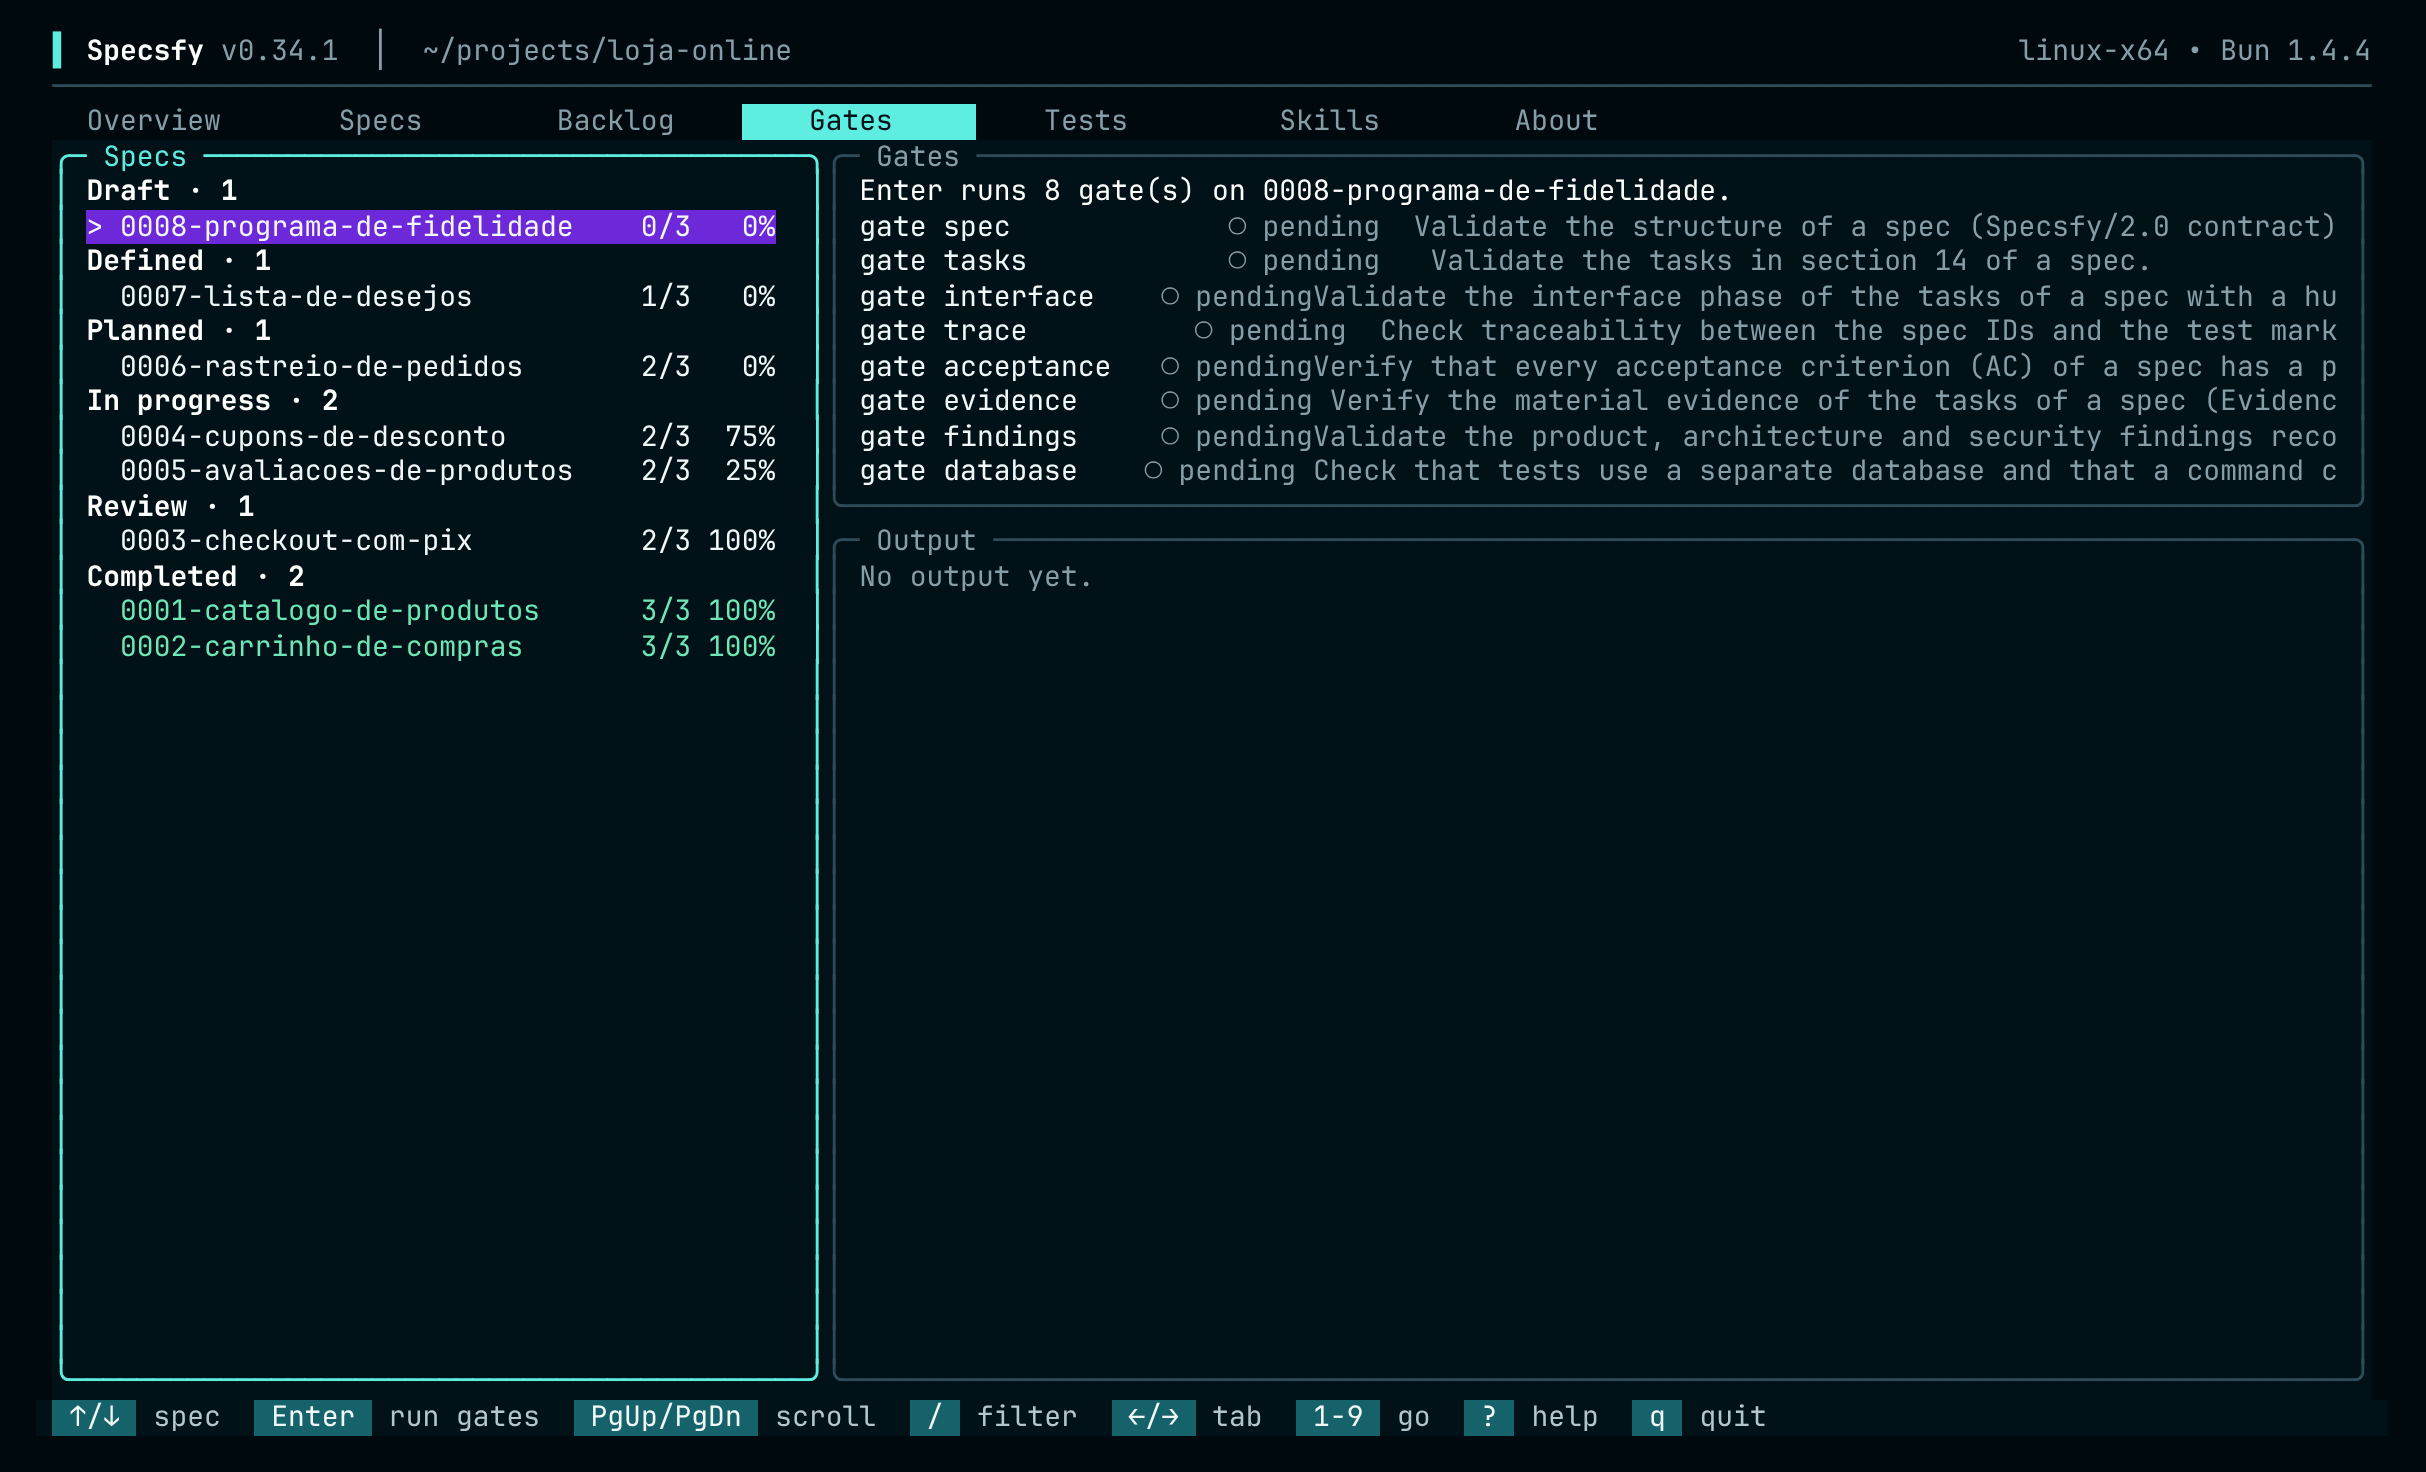 Specsfy v0.34.1 │ ~/projects/loja-online linux-x64 • Bun 1.4.4
Overview Specs Backlog Gates Tests Skills About
Specs
Draft · 1
> 0008-programa-de-fidelidade 0/3 0%
Defined · 1
0007-lista-de-desejos 1/3 0%
Planned · 1
0006-rastreio-de-pedidos 2/3 0%
In progress · 2
0004-cupons-de-desconto 2/3 75%
0005-avaliacoes-de-produtos 2/3 25%
Review · 1
0003-checkout-com-pix 2/3 100%
Completed · 2
0001-catalogo-de-produtos 3/3 100%
0002-carrinho-de-compras 3/3 100%
Gates
Enter runs 8 gate(s) on 0008-programa-de-fidelidade.
gate spec ○ pending Validate the structure of a spec (Specsfy/2.0 contract)
gate tasks ○ pending Validate the tasks in section 14 of a spec.
gate interface ○ pendingValidate the interface phase of the tasks of a spec with a hu
gate trace ○ pending Check traceability between the spec IDs and the test mark
gate acceptance ○ pendingVerify that every acceptance criterion (AC) of a spec has a p
gate evidence ○ pending Verify the material evidence of the tasks of a spec (Evidenc
gate findings ○ pendingValidate the product, architecture and security findings reco
gate database ○ pending Check that tests use a separate database and that a command c
Output
No output yet.
↑/↓ spec Enter run gates PgUp/PgDn scroll / filter ←/→ tab 1-9 go ? help q quit